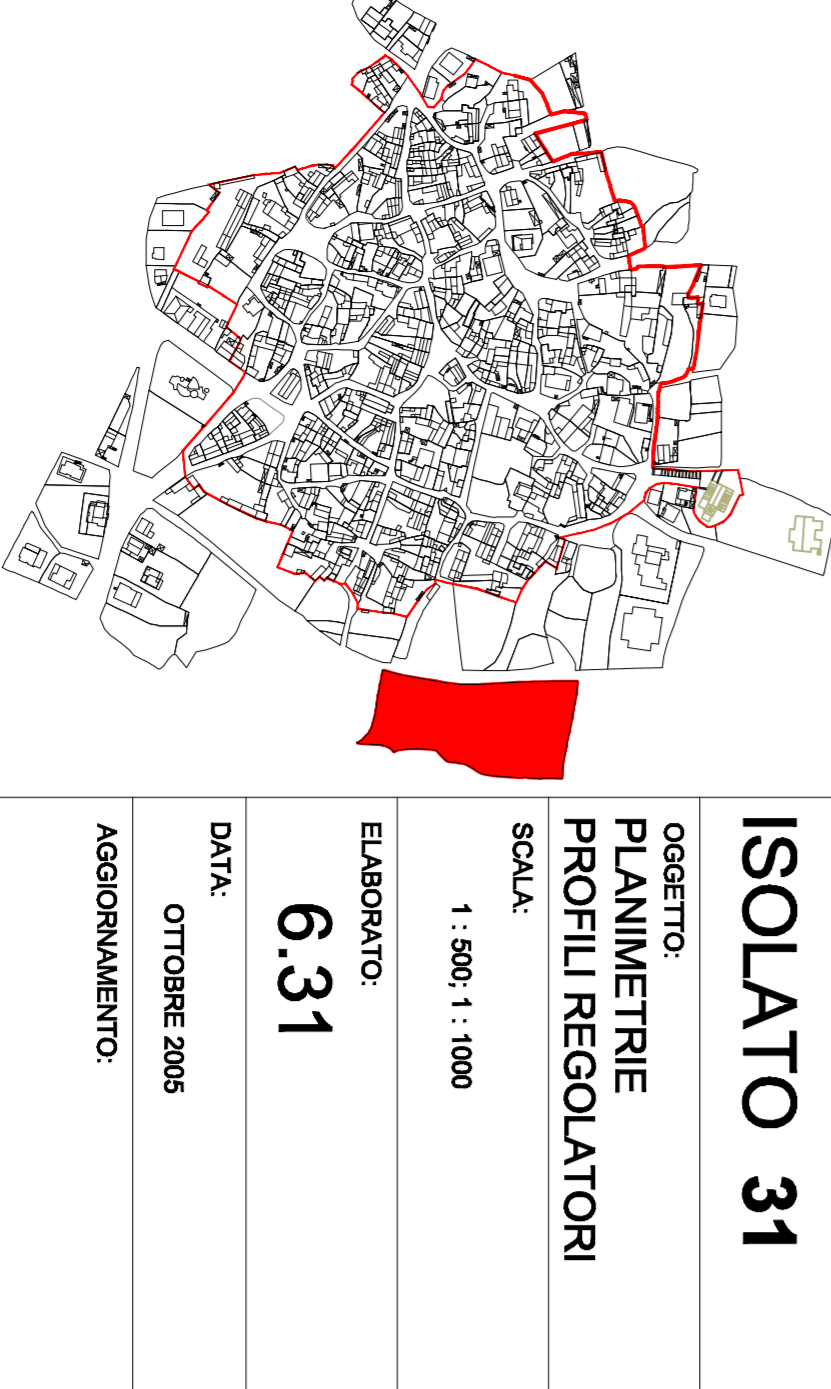 ISOLATO 31
OGGETTO:
PLANIMETRIE
PROFILI REGOLATORI
SCALA:
1 : 500; 1 : 1000
ELABORATO:
6.31
DATA:
OTTOBRE 2005
AGGIORNAMENTO: